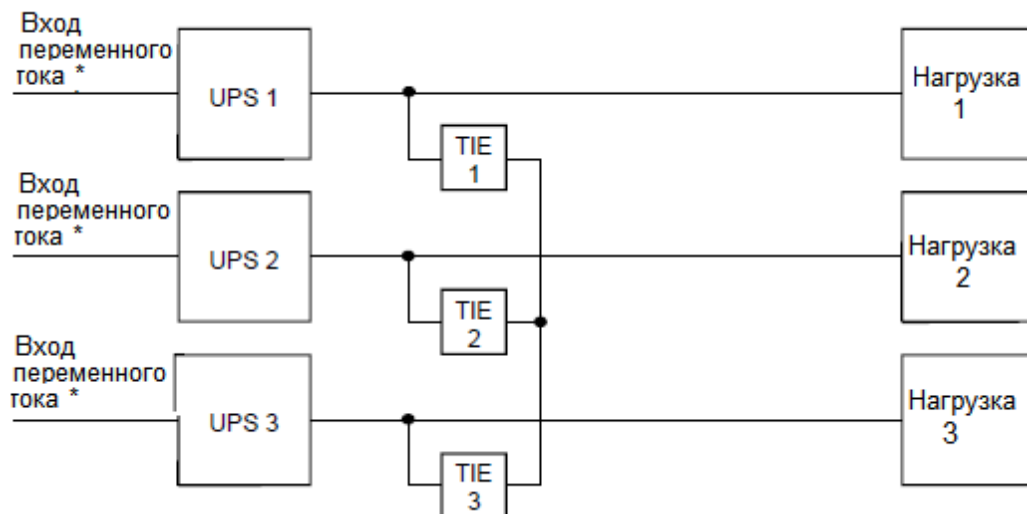 Вход
переменного
тока *
UPS 1
Нагрузка
1
TIE
1
Вход
переменного
тока *
UPS 2
Нагрузка
2
TIE
2
Вход
переменного
тока *
UPS 3
Нагрузка
3
TIE
3